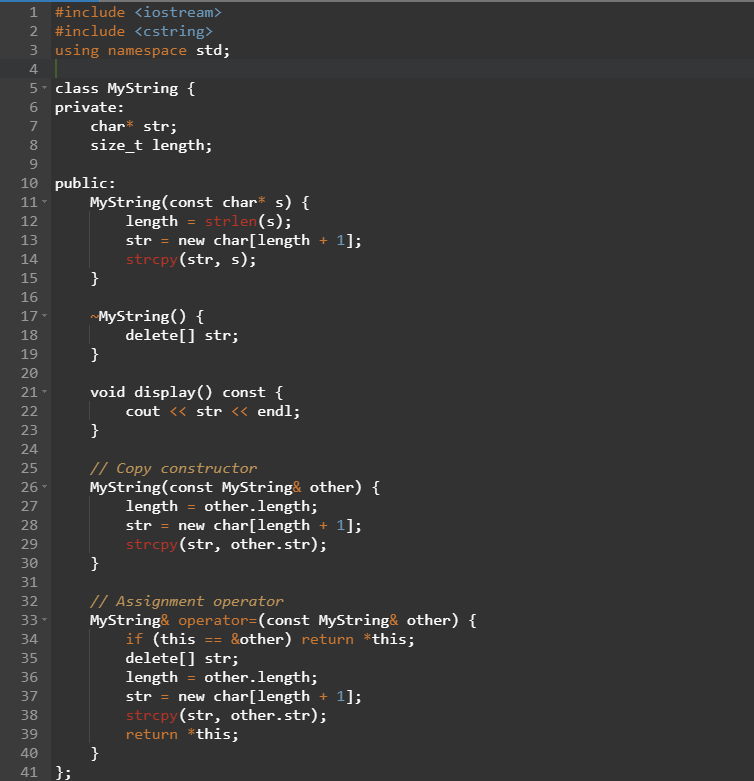 1 #include <iostream>
2 #include <cstring>
3 using namespace std;
4
5 class MyString {
6 private:
7     char* str;
8     size_t length;
9
10 public:
11     MyString(const char* s) {
12         length = strlen(s);
13         str = new char[length + 1];
14         strcpy(str, s);
15     }
16
17     ~MyString() {
18         delete[] str;
19     }
20
21     void display() const {
22         cout << str << endl;
23     }
24
25     // Copy constructor
26     MyString(const MyString& other) {
27         length = other.length;
28         str = new char[length + 1];
29         strcpy(str, other.str);
30     }
31
32     // Assignment operator
33     MyString& operator=(const MyString& other) {
34         if (this == &other) return *this;
35         delete[] str;
36         length = other.length;
37         str = new char[length + 1];
38         strcpy(str, other.str);
39         return *this;
40     }
41 };